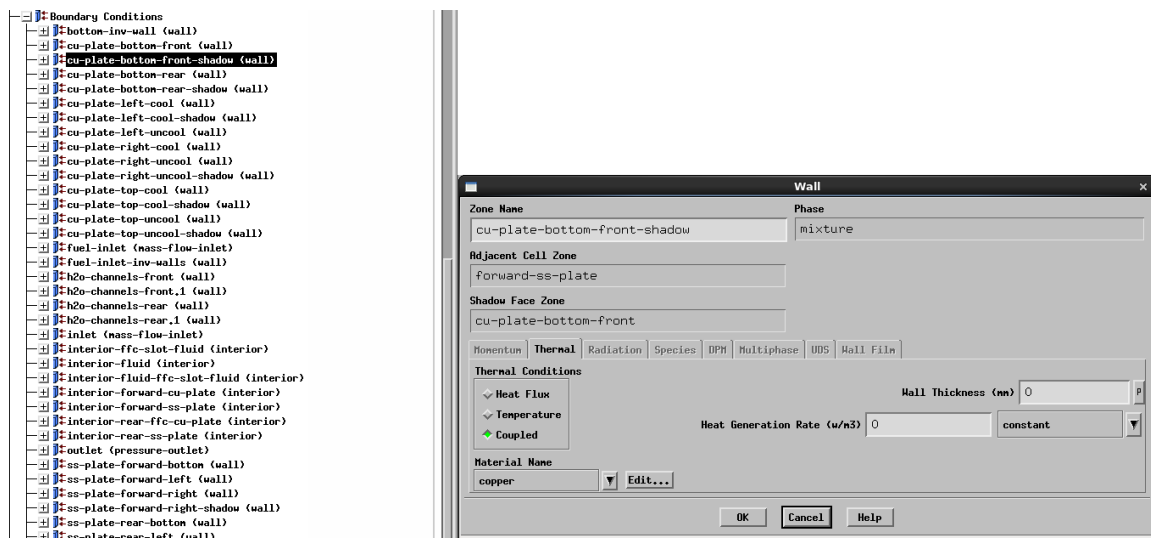 Boundary Conditions
bottom-inv-wall (wall)
cu-plate-bottom-front (wall)
cu-plate-bottom-front-shadow (wall)
cu-plate-bottom-rear (wall)
cu-plate-bottom-rear-shadow (wall)
cu-plate-left-cool (wall)
cu-plate-left-cool-shadow (wall)
cu-plate-left-uncool (wall)
cu-plate-right-cool (wall)
cu-plate-right-uncool (wall)
cu-plate-right-uncool-shadow (wall)
cu-plate-top-cool (wall)
cu-plate-top-cool-shadow (wall)
cu-plate-top-uncool (wall)
cu-plate-top-uncool-shadow (wall)
fuel-inlet (mass-flow-inlet)
fuel-inlet-inv-walls (wall)
h2o-channels-front (wall)
h2o-channels-front.1 (wall)
h2o-channels-rear (wall)
h2o-channels-rear.1 (wall)
inlet (mass-flow-inlet)
interior-ffc-slot-fluid (interior)
interior-fluid (interior)
interior-fluid-ffc-slot-fluid (interior)
interior-forward-cu-plate (interior)
interior-forward-ss-plate (interior)
interior-rear-ffc-cu-plate (interior)
interior-rear-ss-plate (interior)
outlet (pressure-outlet)
ss-plate-forward-bottom (wall)
ss-plate-forward-left (wall)
ss-plate-forward-right (wall)
ss-plate-forward-right-shadow (wall)
ss-plate-rear-bottom (wall)
ss-plate-rear-left (wall)
Wall ×
Zone Name Phase
cu-plate-bottom-front-shadow mixture
Adjacent Cell Zone
forward-ss-plate
Shadow Face Zone
cu-plate-bottom-front
Momentum Thermal Radiation Species DPM Multiphase UDS Wall Film
Thermal Conditions
Heat Flux
Temperature
Coupled
Wall Thickness (mm) 0 P
Heat Generation Rate (w/m3) 0 constant
Material Name
copper Edit...
OK Cancel Help